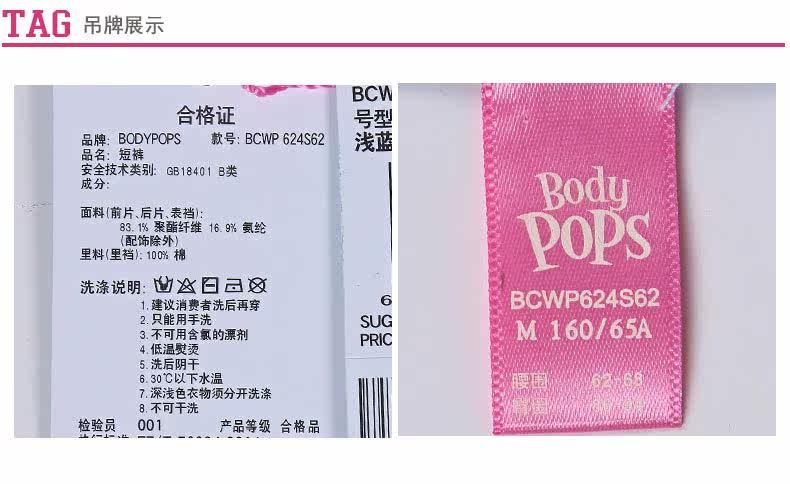 TAG 吊牌展示
合格证
品牌: BODYPOPS 款号: BCWP 624S62
品名: 短裤
安全技术类别: GB18401 B类
成分:
面料(前片、后片、表裆):
83.1% 聚酯纤维 16.9% 氨纶
(配饰除外)
里料(里裆): 100% 棉
洗涤说明:
1. 建议消费者洗后再穿
2. 只能用手洗
3. 不可用含氯的漂剂
4. 低温熨烫
5. 洗后阴干
6. 30℃以下水温
7. 深浅色衣物须分开洗涤
8. 不可干洗
检验员 001 产品等级 合格品
BCW
号型
浅蓝
6
SUG
PRIC
Body
POPS
BCWP624S62
M 160/65A
腰围 62-68